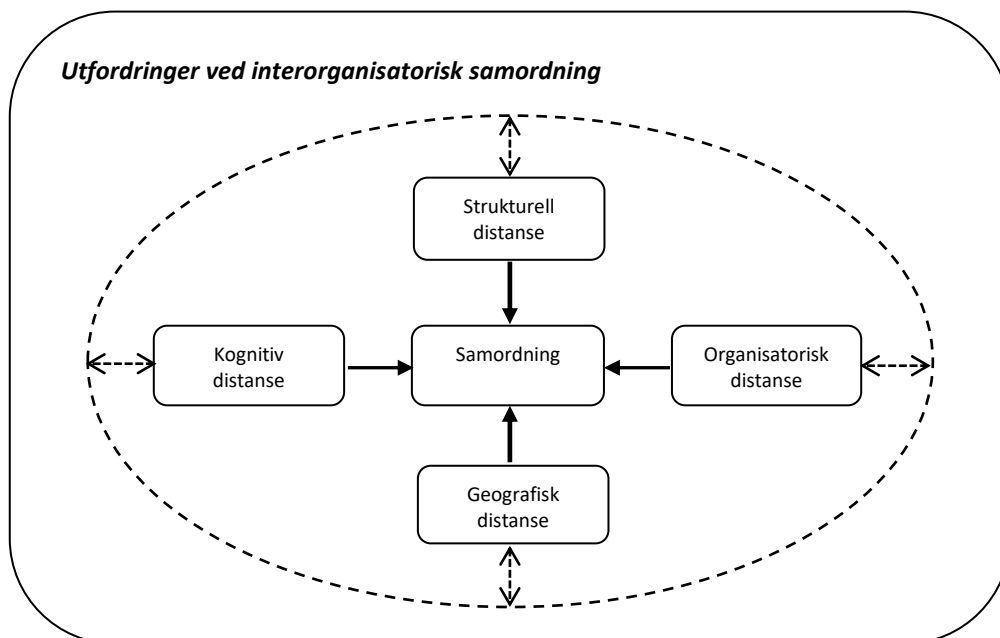 Utfordringer ved interorganisatorisk samordning
Strukturell
distanse
Kognitiv
distanse
Samordning
Organisatorisk
distanse
Geografisk
distanse